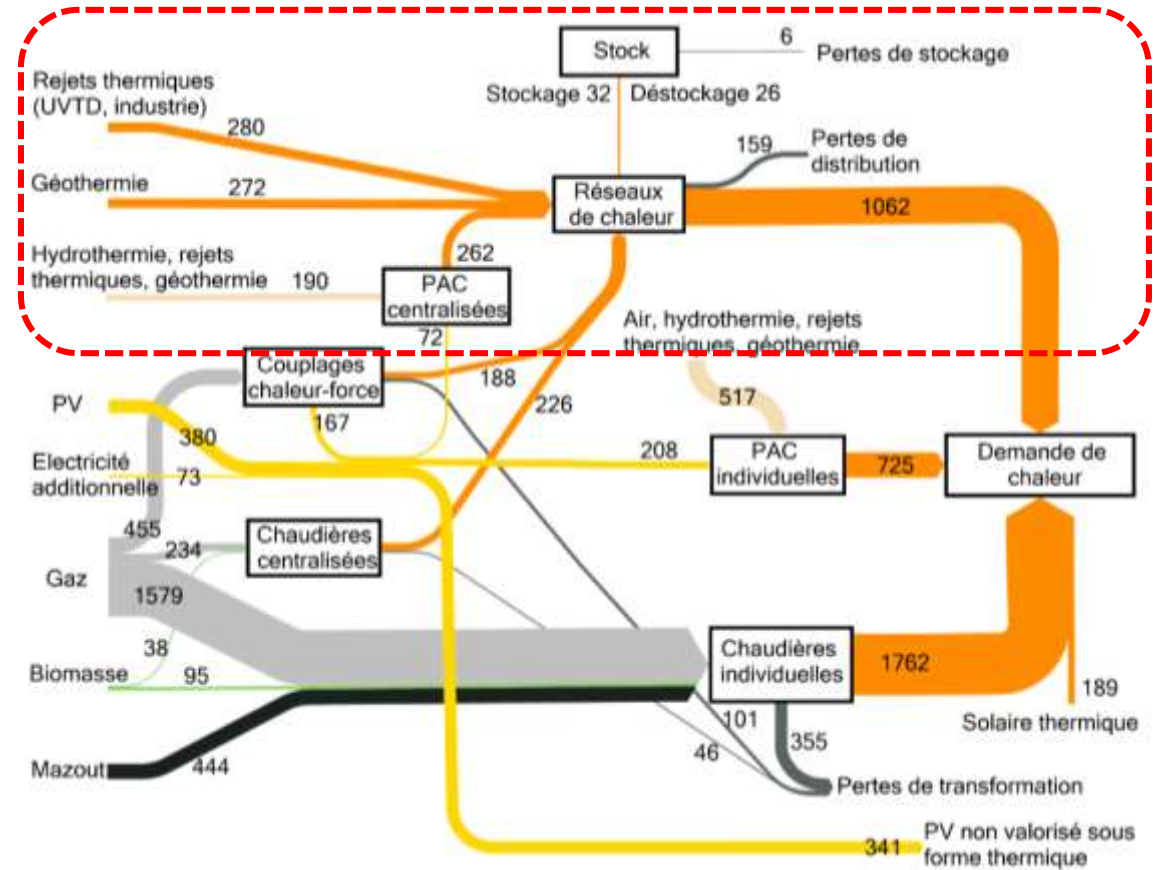 6
Stock
Pertes de stockage
Rejets thermiques
(UVTD, industrie)
Stockage 32
Déstockage 26
280
159
Pertes de
distribution
Géothermie
272
Réseaux
de chaleur
1062
Hydrothermie, rejets
thermiques, géothermie
190
262
PAC
centralisées
72
Air, hydrothermie, rejets
thermiques, géothermie
Couplages
chaleur-force
188
226
517
PV
380
167
Electricité
additionnelle
73
208
PAC
individuelles
725
Demande de
chaleur
455
234
Chaudières
centralisées
Gaz
1579
38
Biomasse
95
Chaudières
individuelles
1762
189
Solaire thermique
101
46
355
Mazout
444
Pertes de transformation
341
PV non valorisé sous
forme thermique